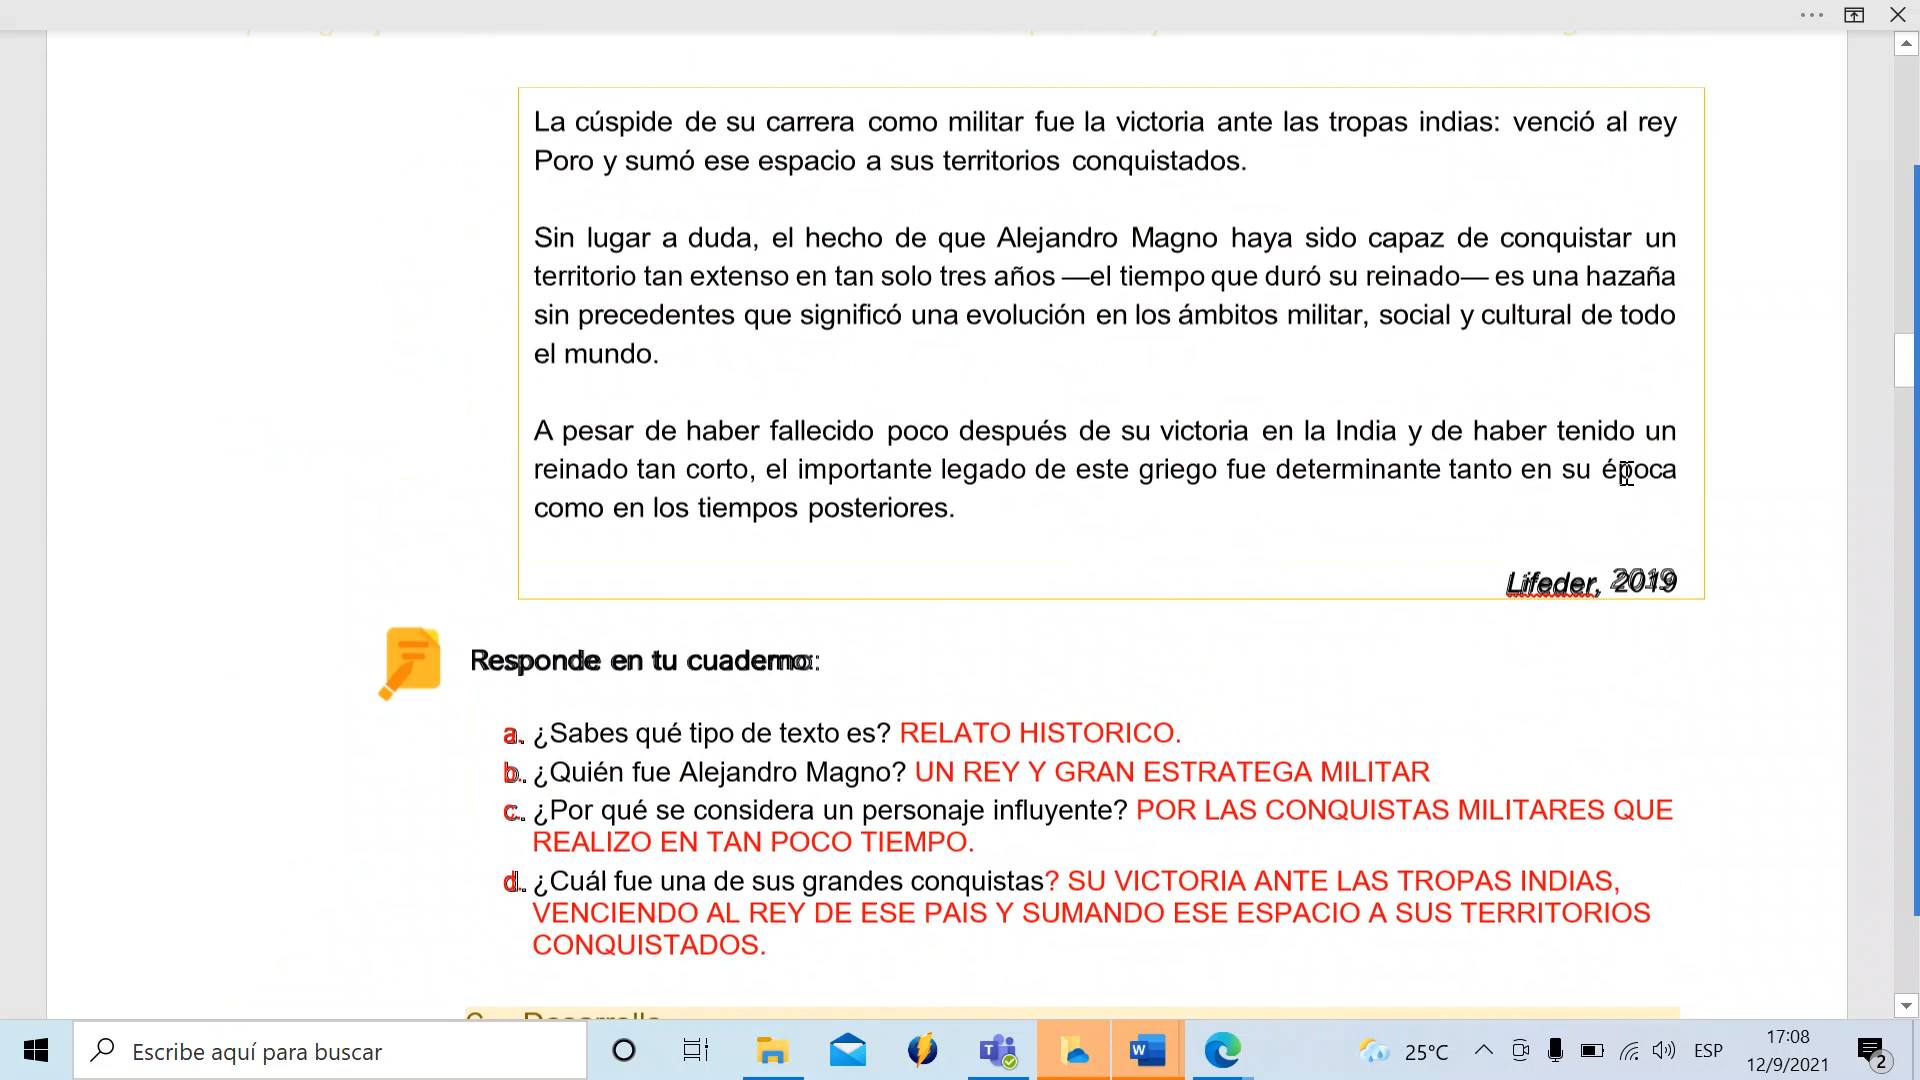 La cúspide de su carrera como militar fue la victoria ante las tropas indias: venció al rey
Poro y sumó ese espacio a sus territorios conquistados.
Sin lugar a duda, el hecho de que Alejandro Magno haya sido capaz de conquistar un
territorio tan extenso en tan solo tres años —el tiempo que duró su reinado— es una hazaña
sin precedentes que significó una evolución en los ámbitos militar, social y cultural de todo
el mundo.
A pesar de haber fallecido poco después de su victoria en la India y de haber tenido un
reinado tan corto, el importante legado de este griego fue determinante tanto en su época
como en los tiempos posteriores.
Lifeder, 2019
Responde en tu cuaderno:
a. ¿Sabes qué tipo de texto es? RELATO HISTORICO.
b. ¿Quién fue Alejandro Magno? UN REY Y GRAN ESTRATEGA MILITAR
c. ¿Por qué se considera un personaje influyente? POR LAS CONQUISTAS MILITARES QUE
REALIZO EN TAN POCO TIEMPO.
d. ¿Cuál fue una de sus grandes conquistas? SU VICTORIA ANTE LAS TROPAS INDIAS,
VENCIENDO AL REY DE ESE PAIS Y SUMANDO ESE ESPACIO A SUS TERRITORIOS
CONQUISTADOS.
Escribe aquí para buscar
25°C
ESP
17:08
12/9/2021
2